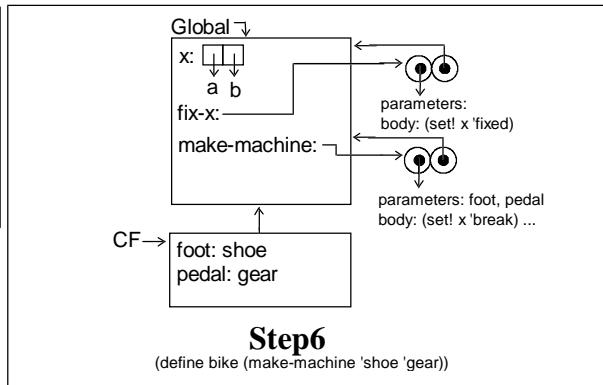 Global
x:
a b
fix-x:
parameters:
body: (set! x 'fixed)
make-machine:
parameters: foot, pedal
body: (set! x 'break) ...
CF
foot: shoe
pedal: gear
Step6
(define bike (make-machine 'shoe 'gear))